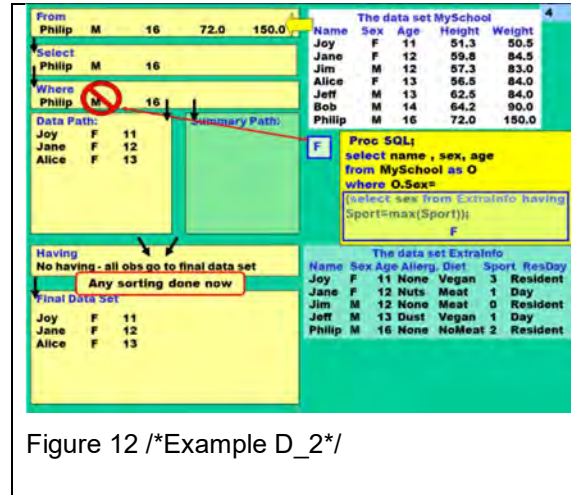 4
From
Philip M 16 72.0 150.0
Select
Philip M 16
Where
Philip M 16
Data Path:
Joy F 11
Jane F 12
Alice F 13
Summary Path:
Having
No having - all obs go to final data set
Any sorting done now
Final Data Set
Joy F 11
Jane F 12
Alice F 13
The data set MySchool
Name Sex Age Height Weight
Joy F 11 51.3 50.5
Jane F 12 59.8 84.5
Jim M 12 57.3 83.0
Alice F 13 56.5 84.0
Jeff M 13 62.5 84.0
Bob M 14 64.2 90.0
Philip M 16 72.0 150.0
F
Proc SQL;
select name , sex, age
from MySchool as O
where O.Sex=
(select sex from ExtraInfo having
Sport=max(Sport));
F
The data set ExtraInfo
Name Sex Age Allerg. Diet Sport ResDay
Joy F 11 None Vegan 3 Resident
Jane F 12 Nuts Meat 1 Day
Jim M 12 None Meat 0 Resident
Jeff M 13 Dust Vegan 1 Day
Philip M 16 None NoMeat 2 Resident
Figure 12 /*Example D_2*/